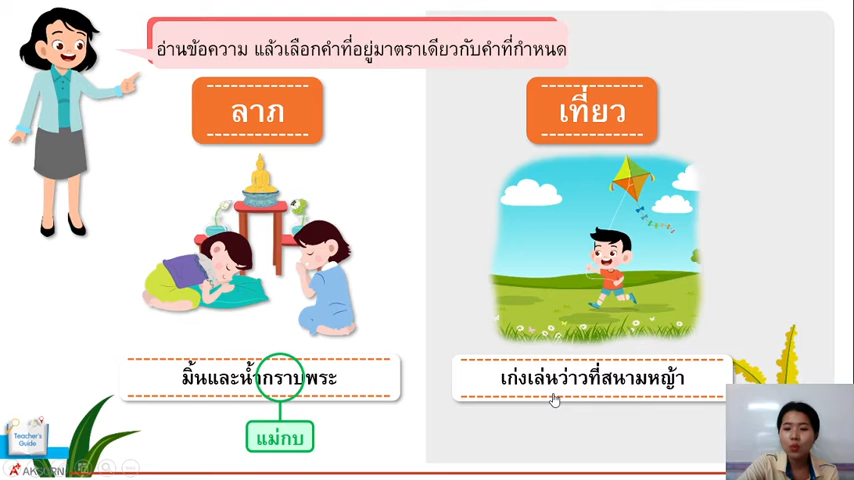 อ่านข้อความ แล้วเลือกคำที่อยู่มาตราเดียวกับคำที่กำหนด
ลาภ
เที่ยว
มิ้นและน้ำกราบพระ
เก่งเล่นว่าวที่สนามหญ้า
แม่กบ
Teacher's
Guide